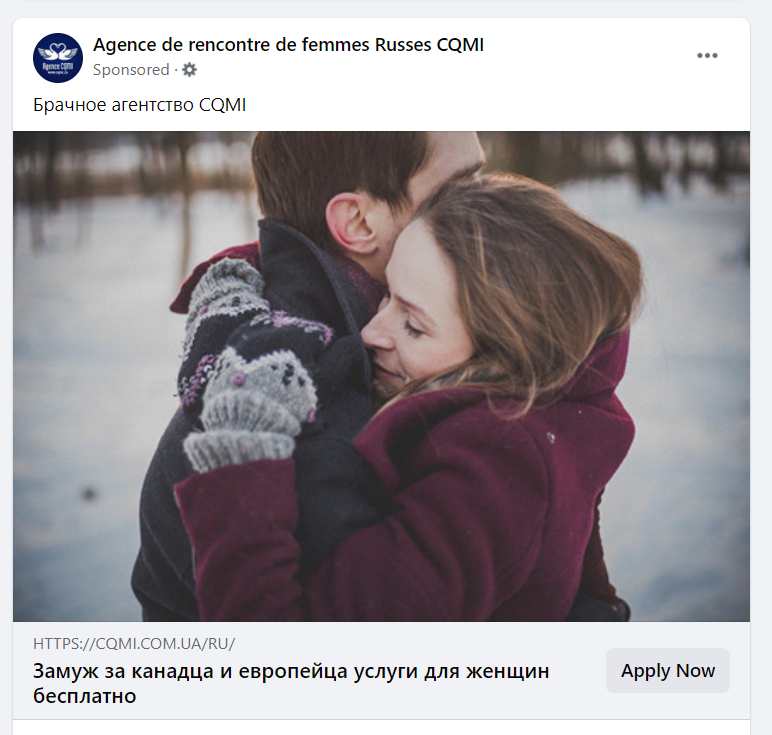 Agence de rencontre de femmes Russes CQMI
Sponsored ·
Agence CQMI
www.cqmi.ca
Брачное агентство CQMI
HTTPS://CQMI.COM.UA/RU/
Замуж за канадца и европейца услуги для женщин
бесплатно
Apply Now